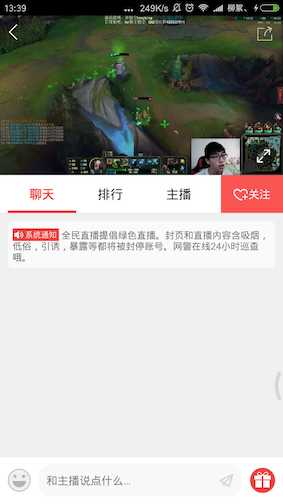 13:39
... 249K/s 柳絮、
聊天 排行 主播 关注
系统通知 全民直播提倡绿色直播。封页和直播内容含吸烟，
低俗，引诱，暴露等都将被封停账号。网警在线24小时巡查
哦。
和主播说点什么...